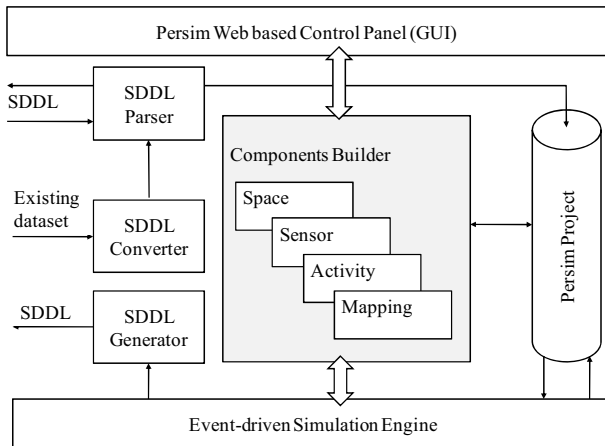 Persim Web based Control Panel (GUI)
SDDL
SDDL
Parser
Components Builder
Space
Sensor
Activity
Mapping
Existing
dataset
SDDL
Converter
SDDL
SDDL
Generator
Persim Project
Event-driven Simulation Engine